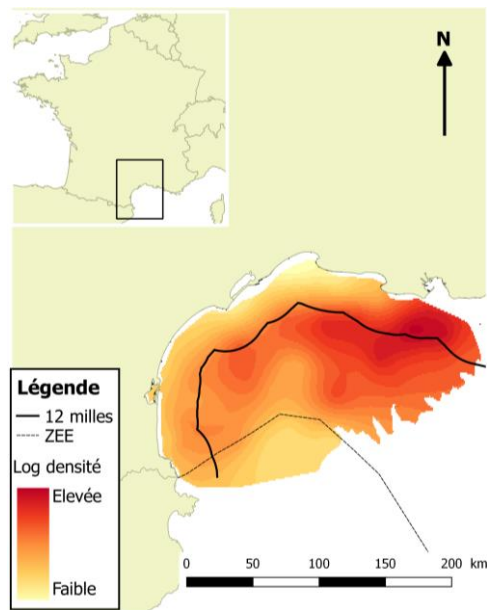 N
Légende
12 milles
ZEE
Log densité
Elevée
Faible
0 50 100 150 200 km